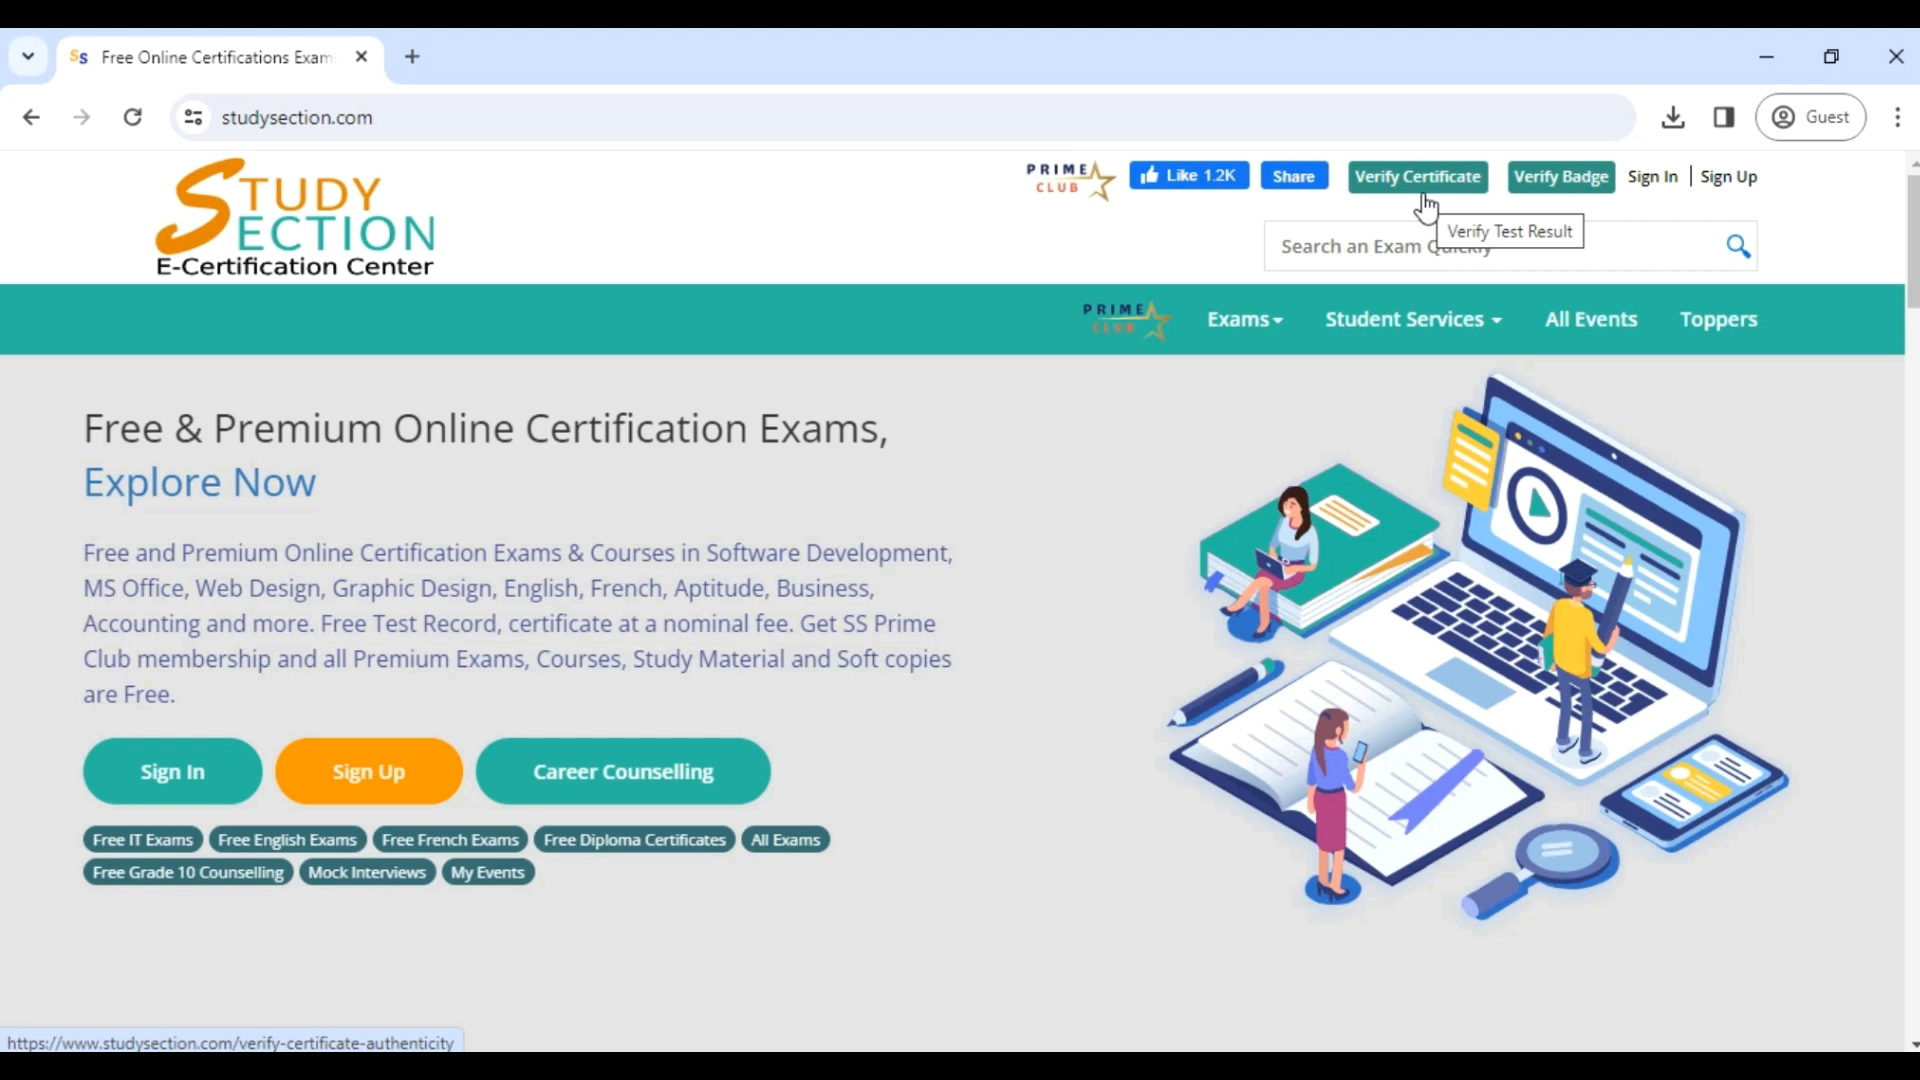 SS Free Online Certifications Exam
studysection.com
Guest
STUDY
SECTION
E-Certification Center
PRIME
CLUB
Like 1.2K
Share
Verify Certificate
Verify Badge
Sign In | Sign Up
Verify Test Result
Search an Exam Quickly
PRIME
CLUB
Exams
Student Services
All Events
Toppers
Free & Premium Online Certification Exams,
Explore Now
Free and Premium Online Certification Exams & Courses in Software Development,
MS Office, Web Design, Graphic Design, English, French, Aptitude, Business,
Accounting and more. Free Test Record, certificate at a nominal fee. Get SS Prime
Club membership and all Premium Exams, Courses, Study Material and Soft copies
are Free.
Sign In
Sign Up
Career Counselling
Free IT Exams
Free English Exams
Free French Exams
Free Diploma Certificates
All Exams
Free Grade 10 Counselling
Mock Interviews
My Events
https://www.studysection.com/verify-certificate-authenticity